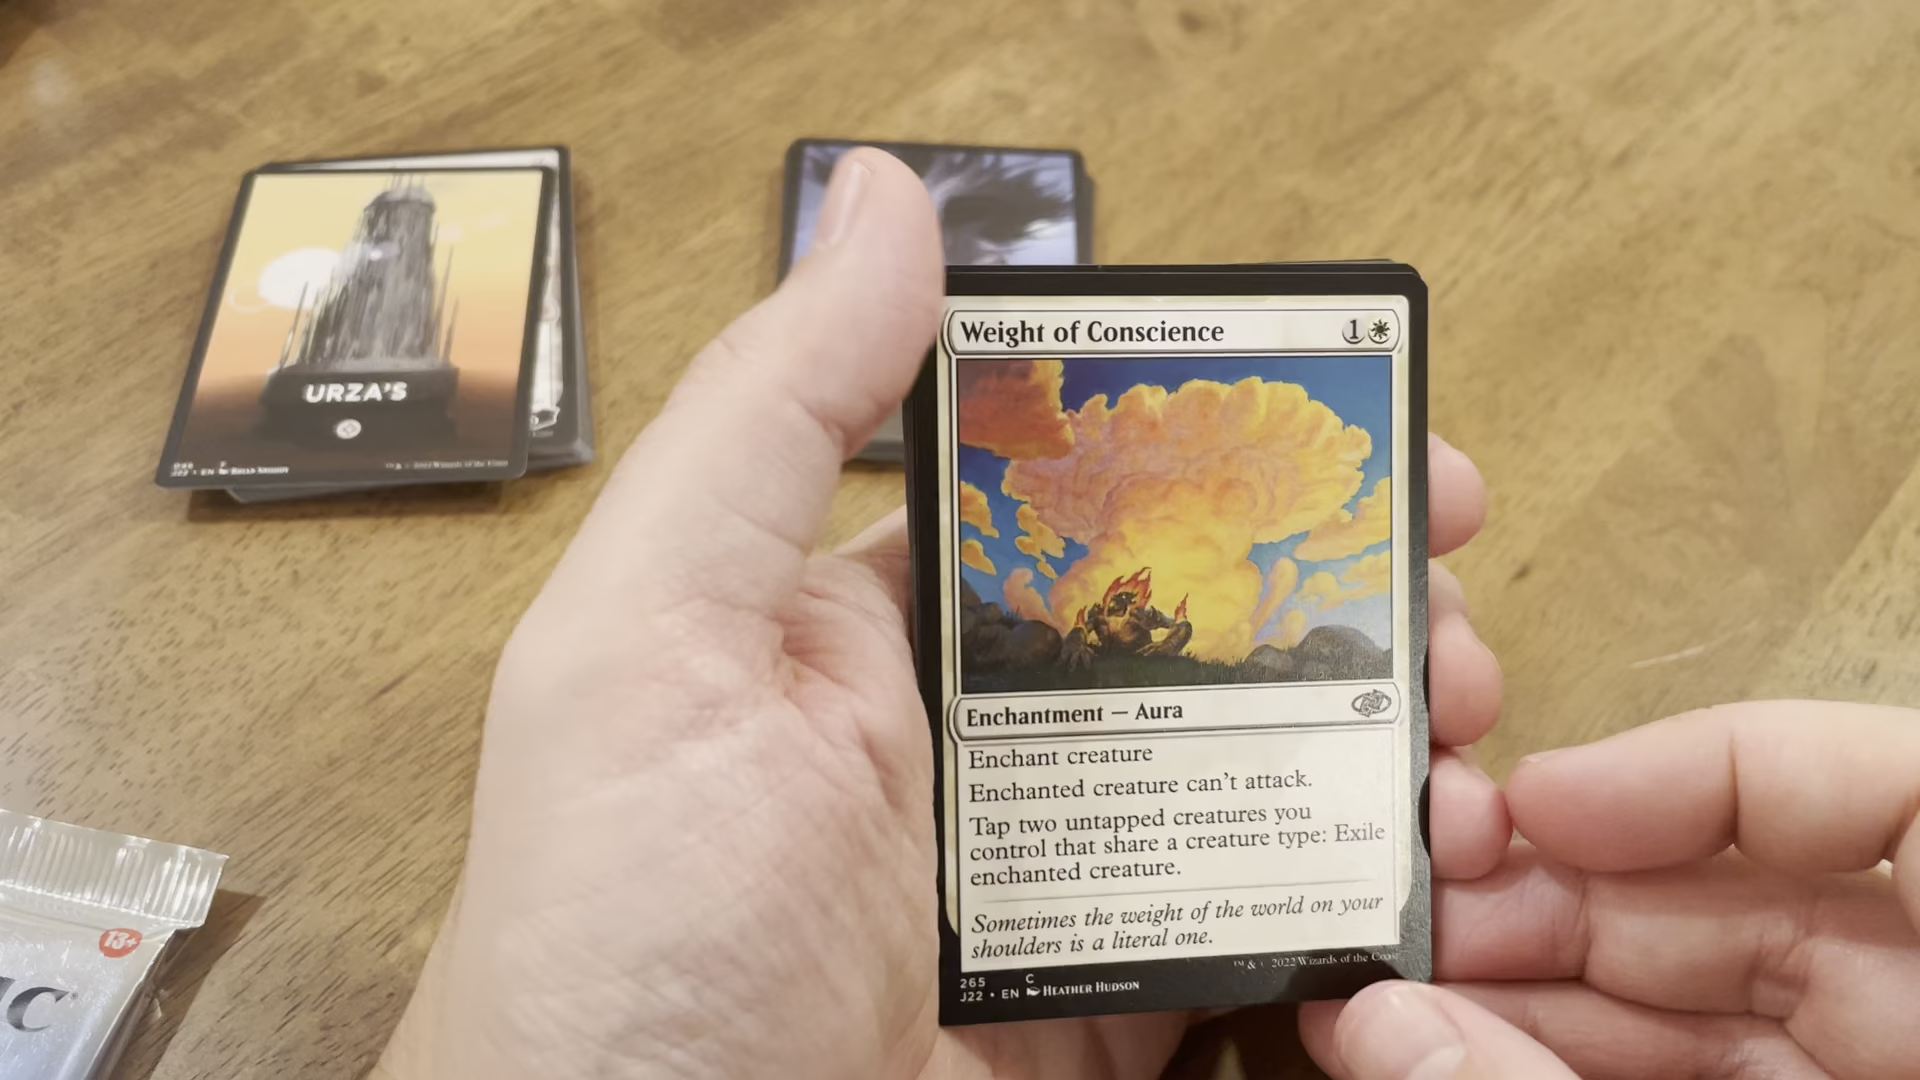 URZA'S
J22 • EN
Weight of Conscience 1
Enchantment — Aura
Enchant creature
Enchanted creature can't attack.
Tap two untapped creatures you
control that share a creature type: Exile
enchanted creature.
Sometimes the weight of the world on your
shoulders is a literal one.
265 C
J22 • EN HEATHER HUDSON
™ & 2022 Wizards of the Coast
13+